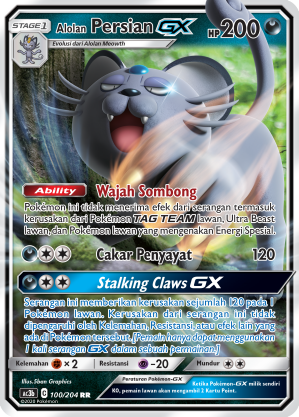 STAGE 1
Alolan Persian GX HP 200
Evolusi dari Alolan Meowth
Ability Wajah Sombong
Pokémon ini tidak menerima efek dari serangan termasuk
kerusakan dari Pokémon TAG TEAM lawan, Ultra Beast
lawan, dan Pokémon lawan yang mengenakan Energi Spesial.
Cakar Penyayat 120
Stalking Claws GX
Serangan ini memberikan kerusakan sejumlah 120 pada 1
Pokémon lawan. Kerusakan serangan ini tidak
dipengaruhi oleh Kelemahan, Resistansi, atau efek lain yang
ada di Pokémon tersebut. [Pemain hanya dapat menggunakan
1 kali serangan GX dalam sebuah permainan.]
Kelemahan ×2 Resistansi -20 Mundur
Illus. 5ban Graphics
Peraturan Pokémon-GX
Ketika Pokémon-GX milik sendiri
KO, pemain lawan akan mengambil 2 Kartu Point.
AC3b 100/204 RR
©2020 Pokémon